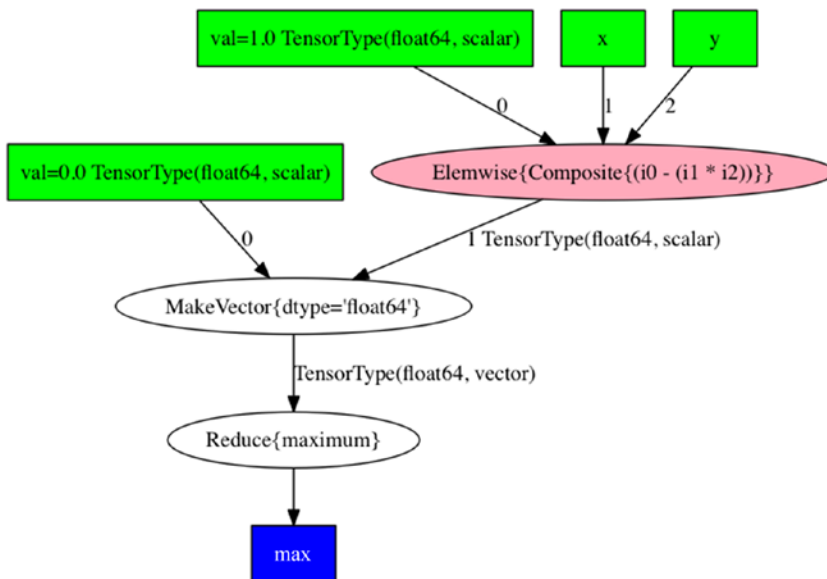 val=1.0 TensorType(float64, scalar)
x
y
0
1
2
val=0.0 TensorType(float64, scalar)
Elemwise{Composite{(i0 - (i1 * i2))}}
0
1 TensorType(float64, scalar)
MakeVector{dtype='float64'}
TensorType(float64, vector)
Reduce{maximum}
max